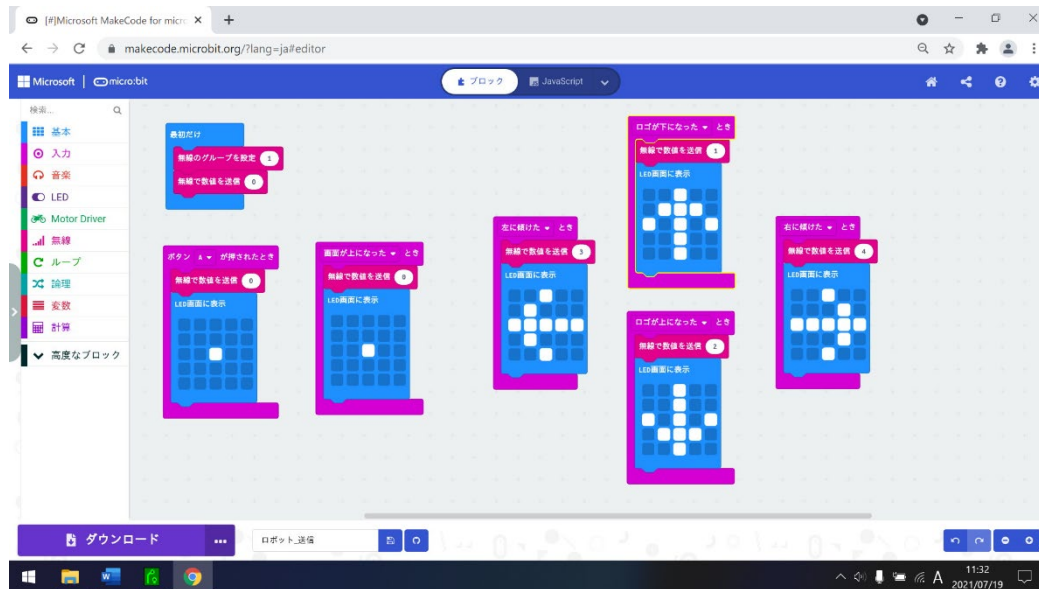 [#]Microsoft MakeCode for micro
makecode.microbit.org/?lang=ja#editor
Microsoft micro:bit
ブロック
JavaScript
検索...
基本
入力
音楽
LED
Motor Driver
無線
ループ
論理
変数
計算
高度なブロック
最初だけ
無線のグループを設定 1
無線で数値を送信 0
ボタン A が押されたとき
無線で数値を送信 0
LED画面に表示
画面が上になった とき
無線で数値を送信 0
LED画面に表示
左に傾けた とき
無線で数値を送信 3
LED画面に表示
ロゴが下になった とき
無線で数値を送信 1
LED画面に表示
ロゴが上になった とき
無線で数値を送信 2
LED画面に表示
右に傾けた とき
無線で数値を送信 4
LED画面に表示
ダウンロード
ロボット_送信
A
11:32
2021/07/19